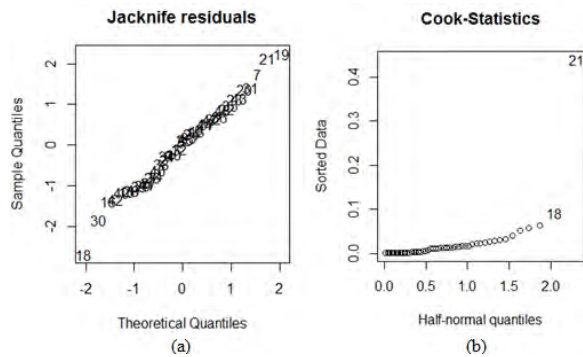 Jacknife residuals
Sample Quantiles
2
1
0
-1
-2
21 19
7
30
18
-2 -1 0 1 2
Theoretical Quantiles
(a)
Cook-Statistics
Sorted Data
0.4
0.3
0.2
0.1
0.0
21
18
0.0 0.5 1.0 1.5 2.0
Half-normal quantiles
(b)